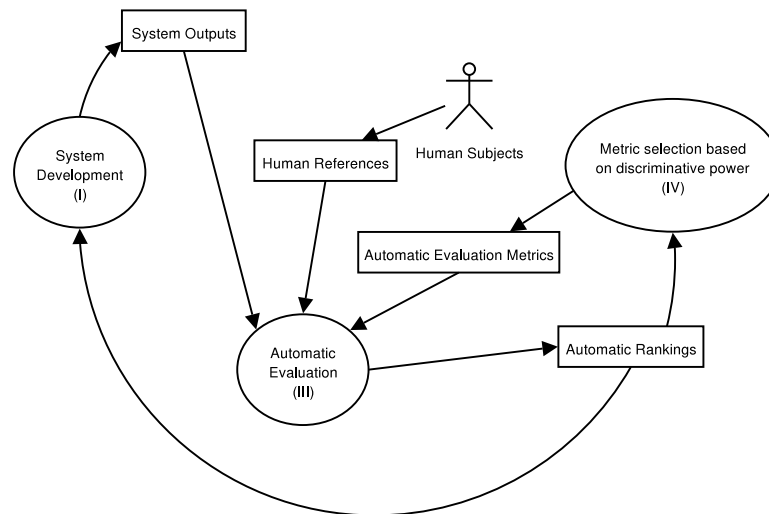 System Outputs
System
Development
(I)
Human References
Human Subjects
Metric selection based
on discriminative power
(IV)
Automatic Evaluation Metrics
Automatic
Evaluation
(III)
Automatic Rankings